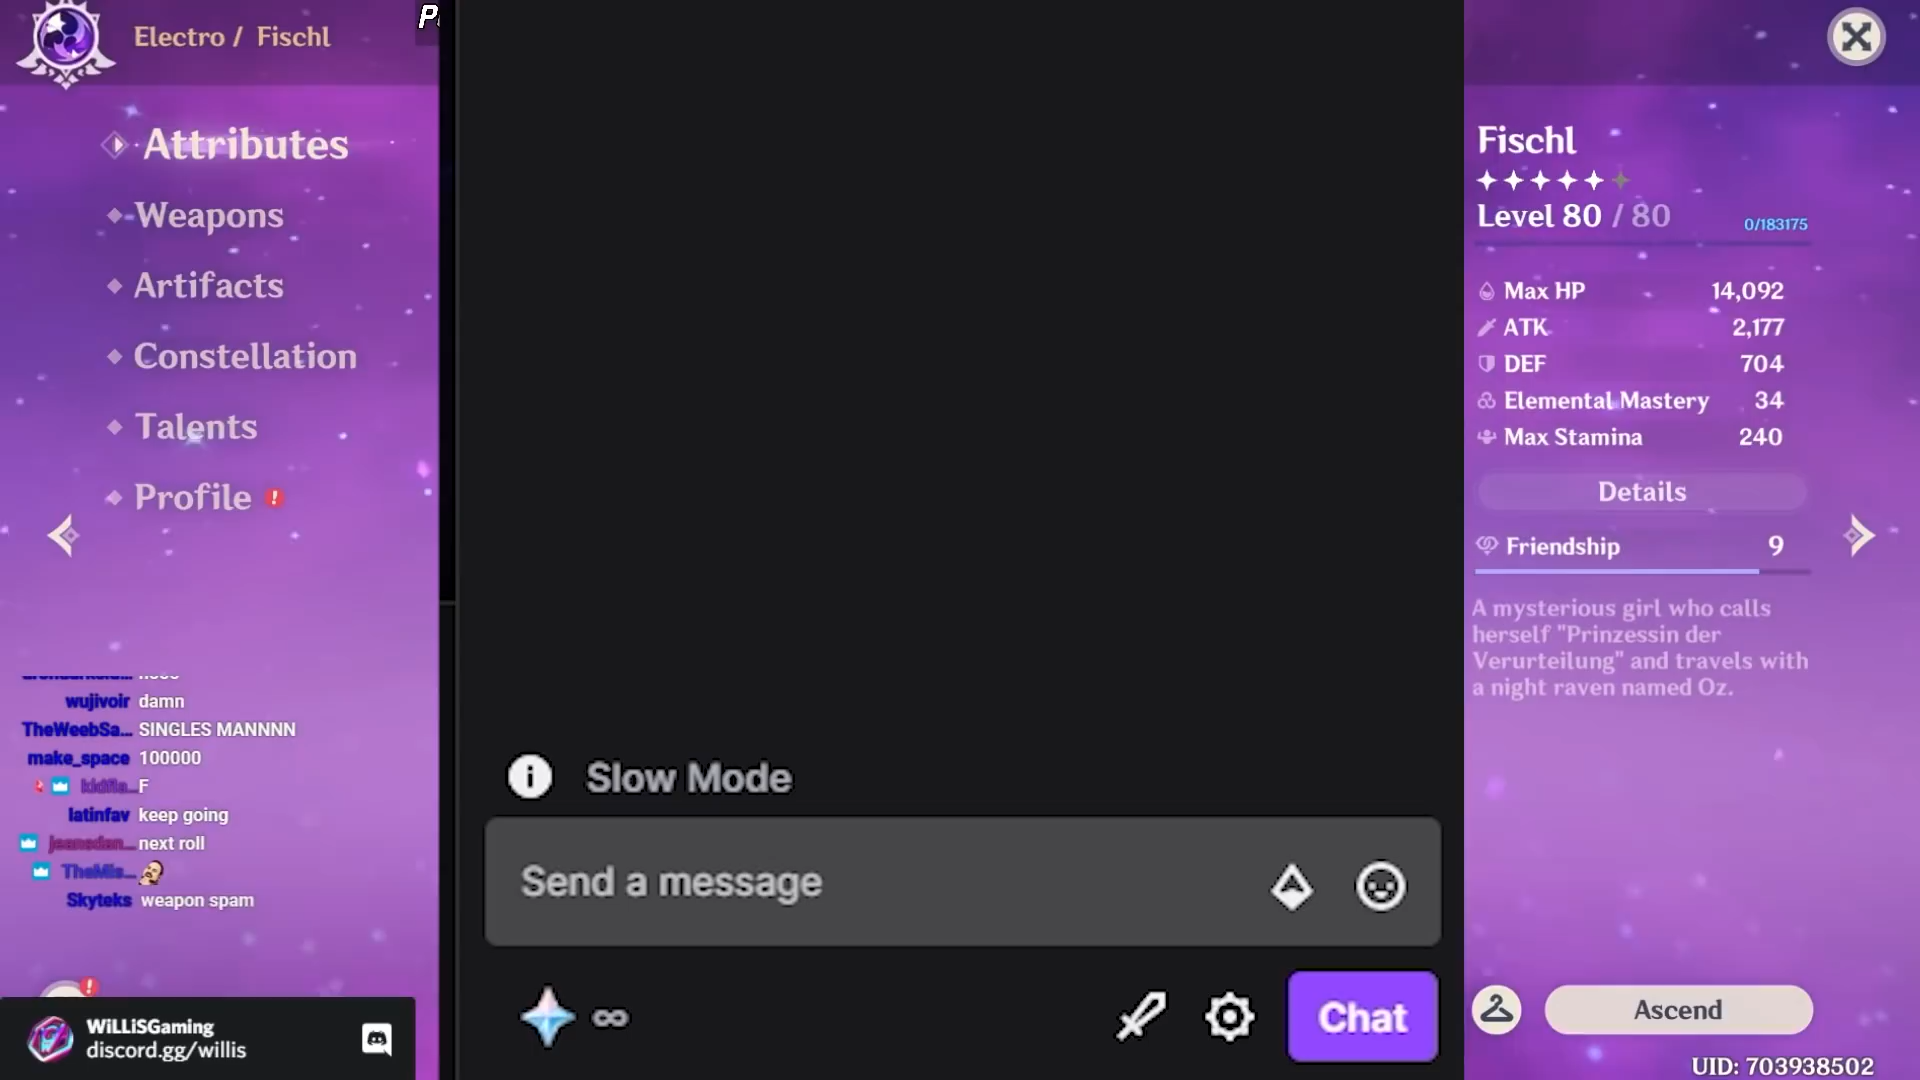 Electro / Fischl
Attributes
Weapons
Artifacts
Constellation
Talents
Profile
wujivoir damn
TheWeebSa... SINGLES MANNNN
make_space 100000
kidfla... F
latinfav keep going
jeansdan... next roll
TheMis...
Skyteks weapon spam
WiLLiSGaming
discord.gg/willis
Slow Mode
Send a message
∞
Chat
Fischl
Level 80 / 80
0/183175
Max HP 14,092
ATK 2,177
DEF 704
Elemental Mastery 34
Max Stamina 240
Details
Friendship 9
A mysterious girl who calls
herself "Prinzessin der
Verurteilung" and travels with
a night raven named Oz.
Ascend
UID: 703938502